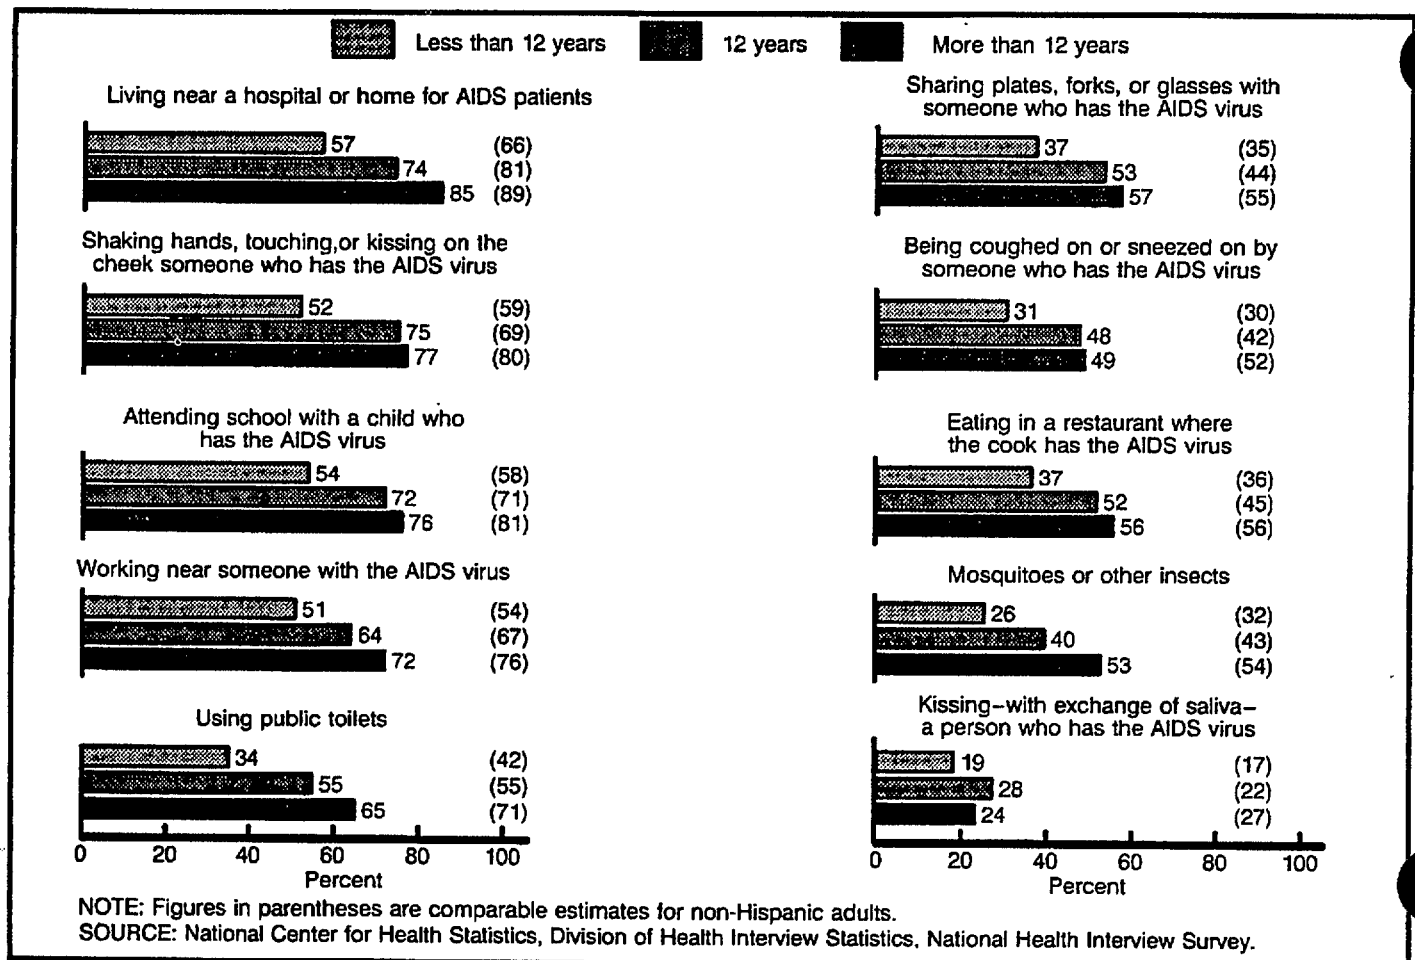 Less than 12 years 12 years More than 12 years
Living near a hospital or home for AIDS patients
57 (66)
74 (81)
85 (89)
Shaking hands, touching,or kissing on the
cheek someone who has the AIDS virus
52 (59)
75 (69)
77 (80)
Attending school with a child who
has the AIDS virus
54 (58)
72 (71)
76 (81)
Working near someone with the AIDS virus
51 (54)
64 (67)
72 (76)
Using public toilets
34 (42)
55 (55)
65 (71)
0 20 40 60 80 100
Percent
Sharing plates, forks, or glasses with
someone who has the AIDS virus
37 (35)
53 (44)
57 (55)
Being coughed on or sneezed on by
someone who has the AIDS virus
31 (30)
48 (42)
49 (52)
Eating in a restaurant where
the cook has the AIDS virus
37 (36)
52 (45)
56 (56)
Mosquitoes or other insects
26 (32)
40 (43)
53 (54)
Kissing–with exchange of saliva–
a person who has the AIDS virus
19 (17)
28 (22)
24 (27)
0 20 40 60 80 100
Percent
NOTE: Figures in parentheses are comparable estimates for non-Hispanic adults.
SOURCE: National Center for Health Statistics, Division of Health Interview Statistics, National Health Interview Survey.